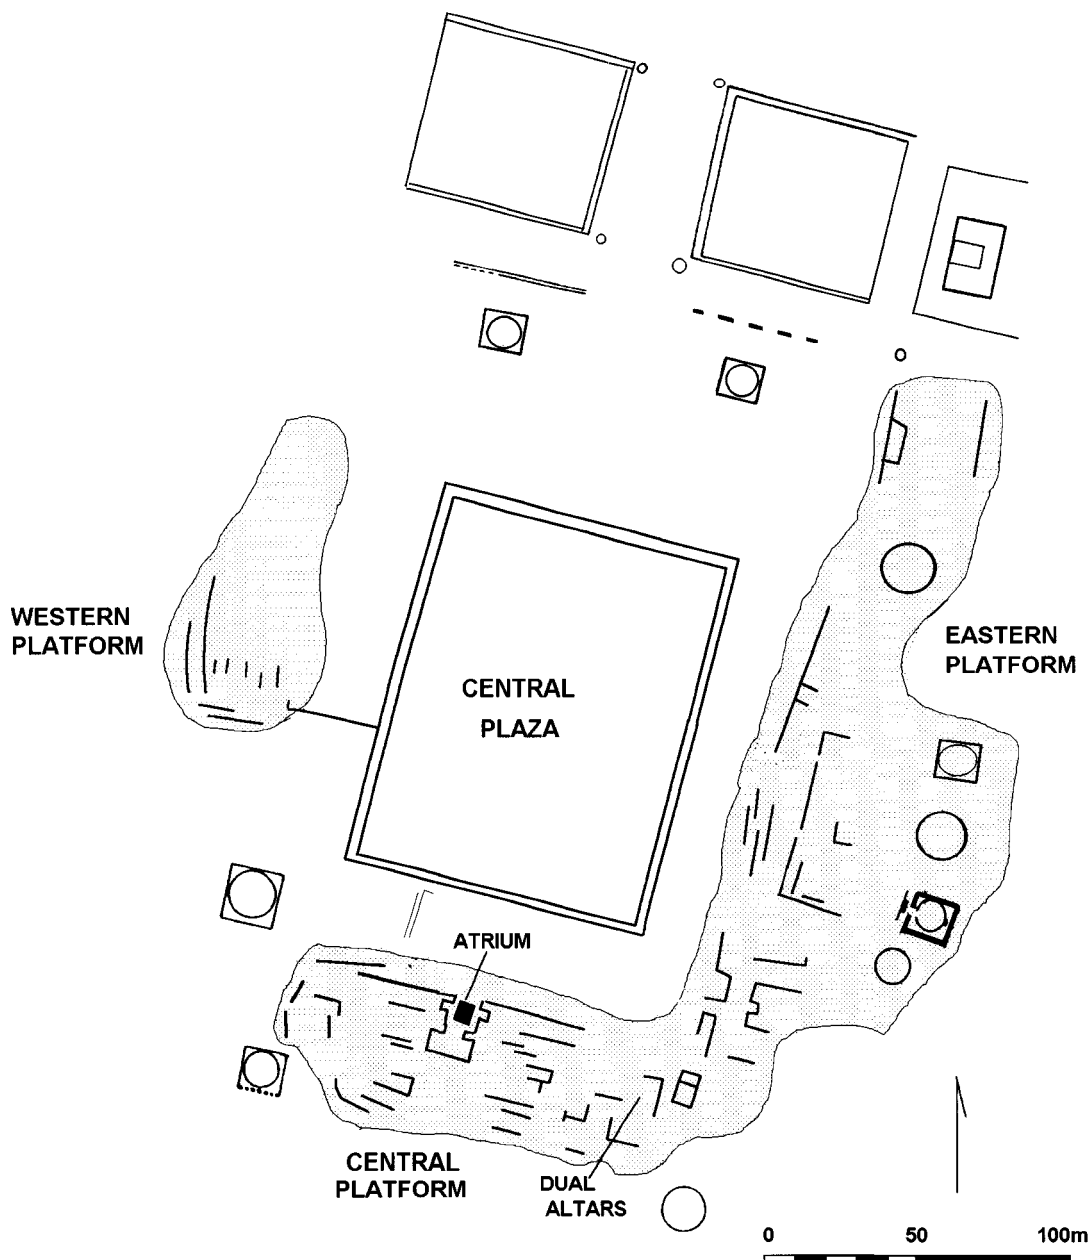 WESTERN
PLATFORM
CENTRAL
PLAZA
EASTERN
PLATFORM
ATRIUM
CENTRAL
PLATFORM
DUAL
ALTARS
0 50 100m